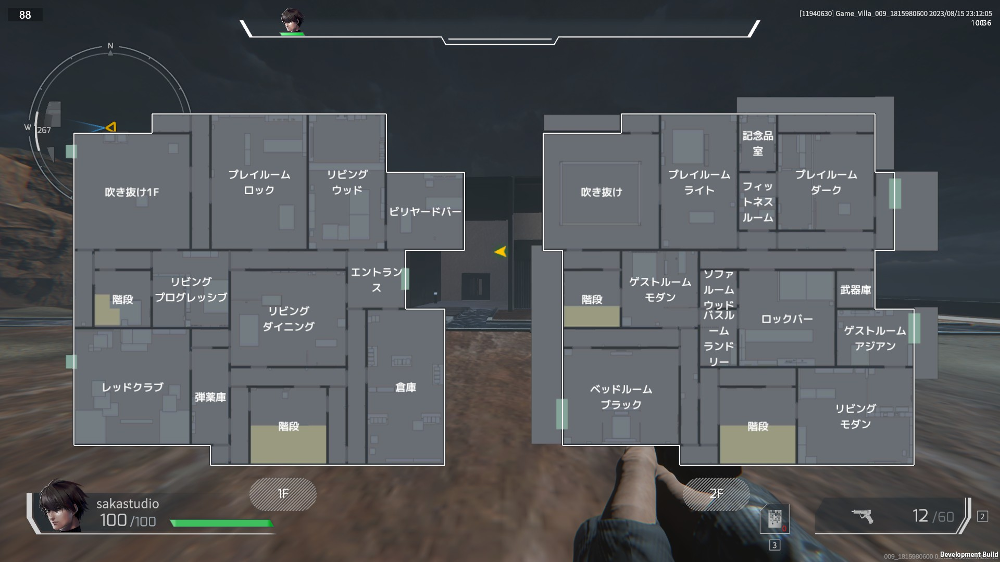 88
[11940630] Game_Villa_009_1815980600 2023/08/15 23:12:05
10036
N
W
267
吹き抜け1F
プレイルーム
ロック
リビング
ウッド
ビリヤードバー
エントラン
ス
階段
リビング
プログレッシブ
リビング
ダイニング
レッドクラブ
弾薬庫
階段
倉庫
吹き抜け
プレイルーム
ライト
記念品
室
フィッ
トネス
ルーム
プレイルーム
ダーク
階段
ゲストルーム
モダン
ソファ
ルーム
ウッド
バスル
ーム
ランド
リー
ロックバー
武器庫
ゲストルーム
アジアン
ベッドルーム
ブラック
階段
リビング
モダン
1F
2F
sakastudio
100/100
0
3
12/60
2
Development Build
009_1815980600